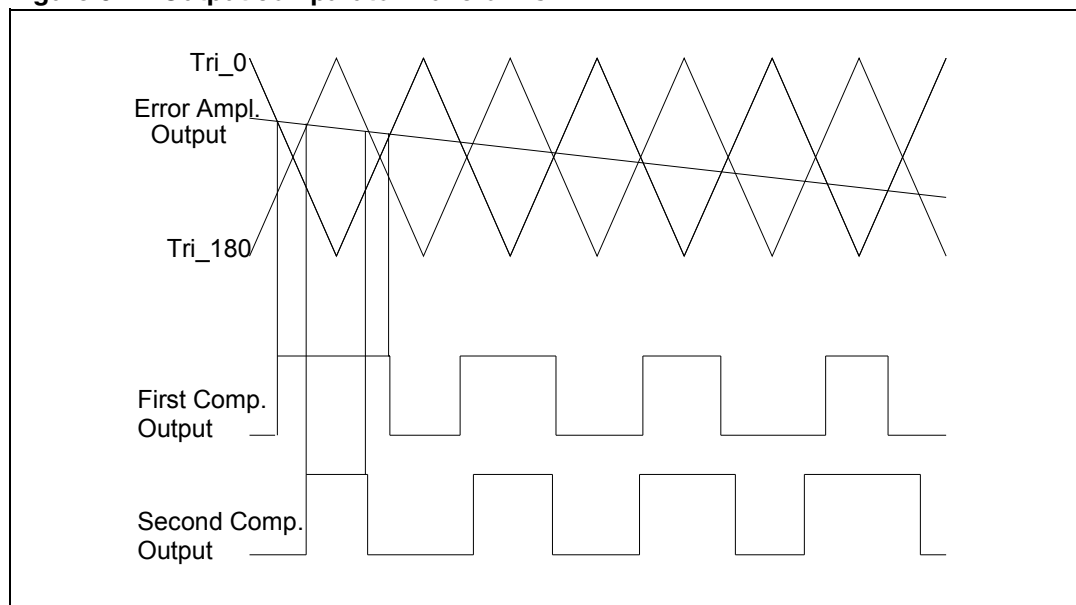 Tri_0
Error Ampl.
Output
Tri_180
First Comp.
Output
Second Comp.
Output